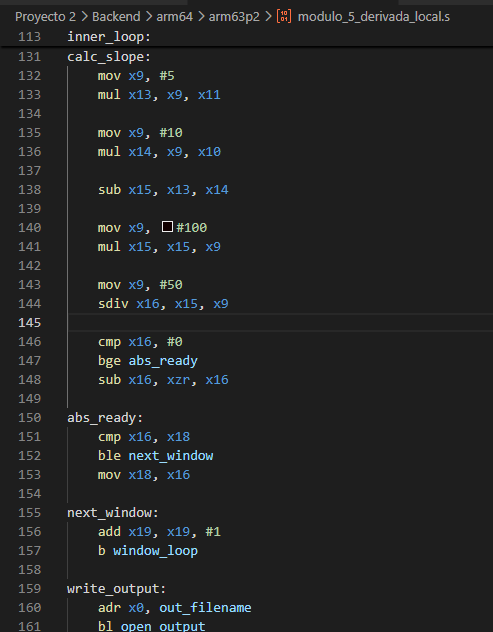 Proyecto 2 > Backend > arm64 > arm63p2 > modulo_5_derivada_local.s
113 inner_loop:
131 calc_slope:
132 mov x9, #5
133 mul x13, x9, x11
134
135 mov x9, #10
136 mul x14, x9, x10
137
138 sub x15, x13, x14
139
140 mov x9, #100
141 mul x15, x15, x9
142
143 mov x9, #50
144 sdiv x16, x15, x9
145
146 cmp x16, #0
147 bge abs_ready
148 sub x16, xzr, x16
149
150 abs_ready:
151 cmp x16, x18
152 ble next_window
153 mov x18, x16
154
155 next_window:
156 add x19, x19, #1
157 b window_loop
158
159 write_output:
160 adr x0, out_filename
161 bl open_output